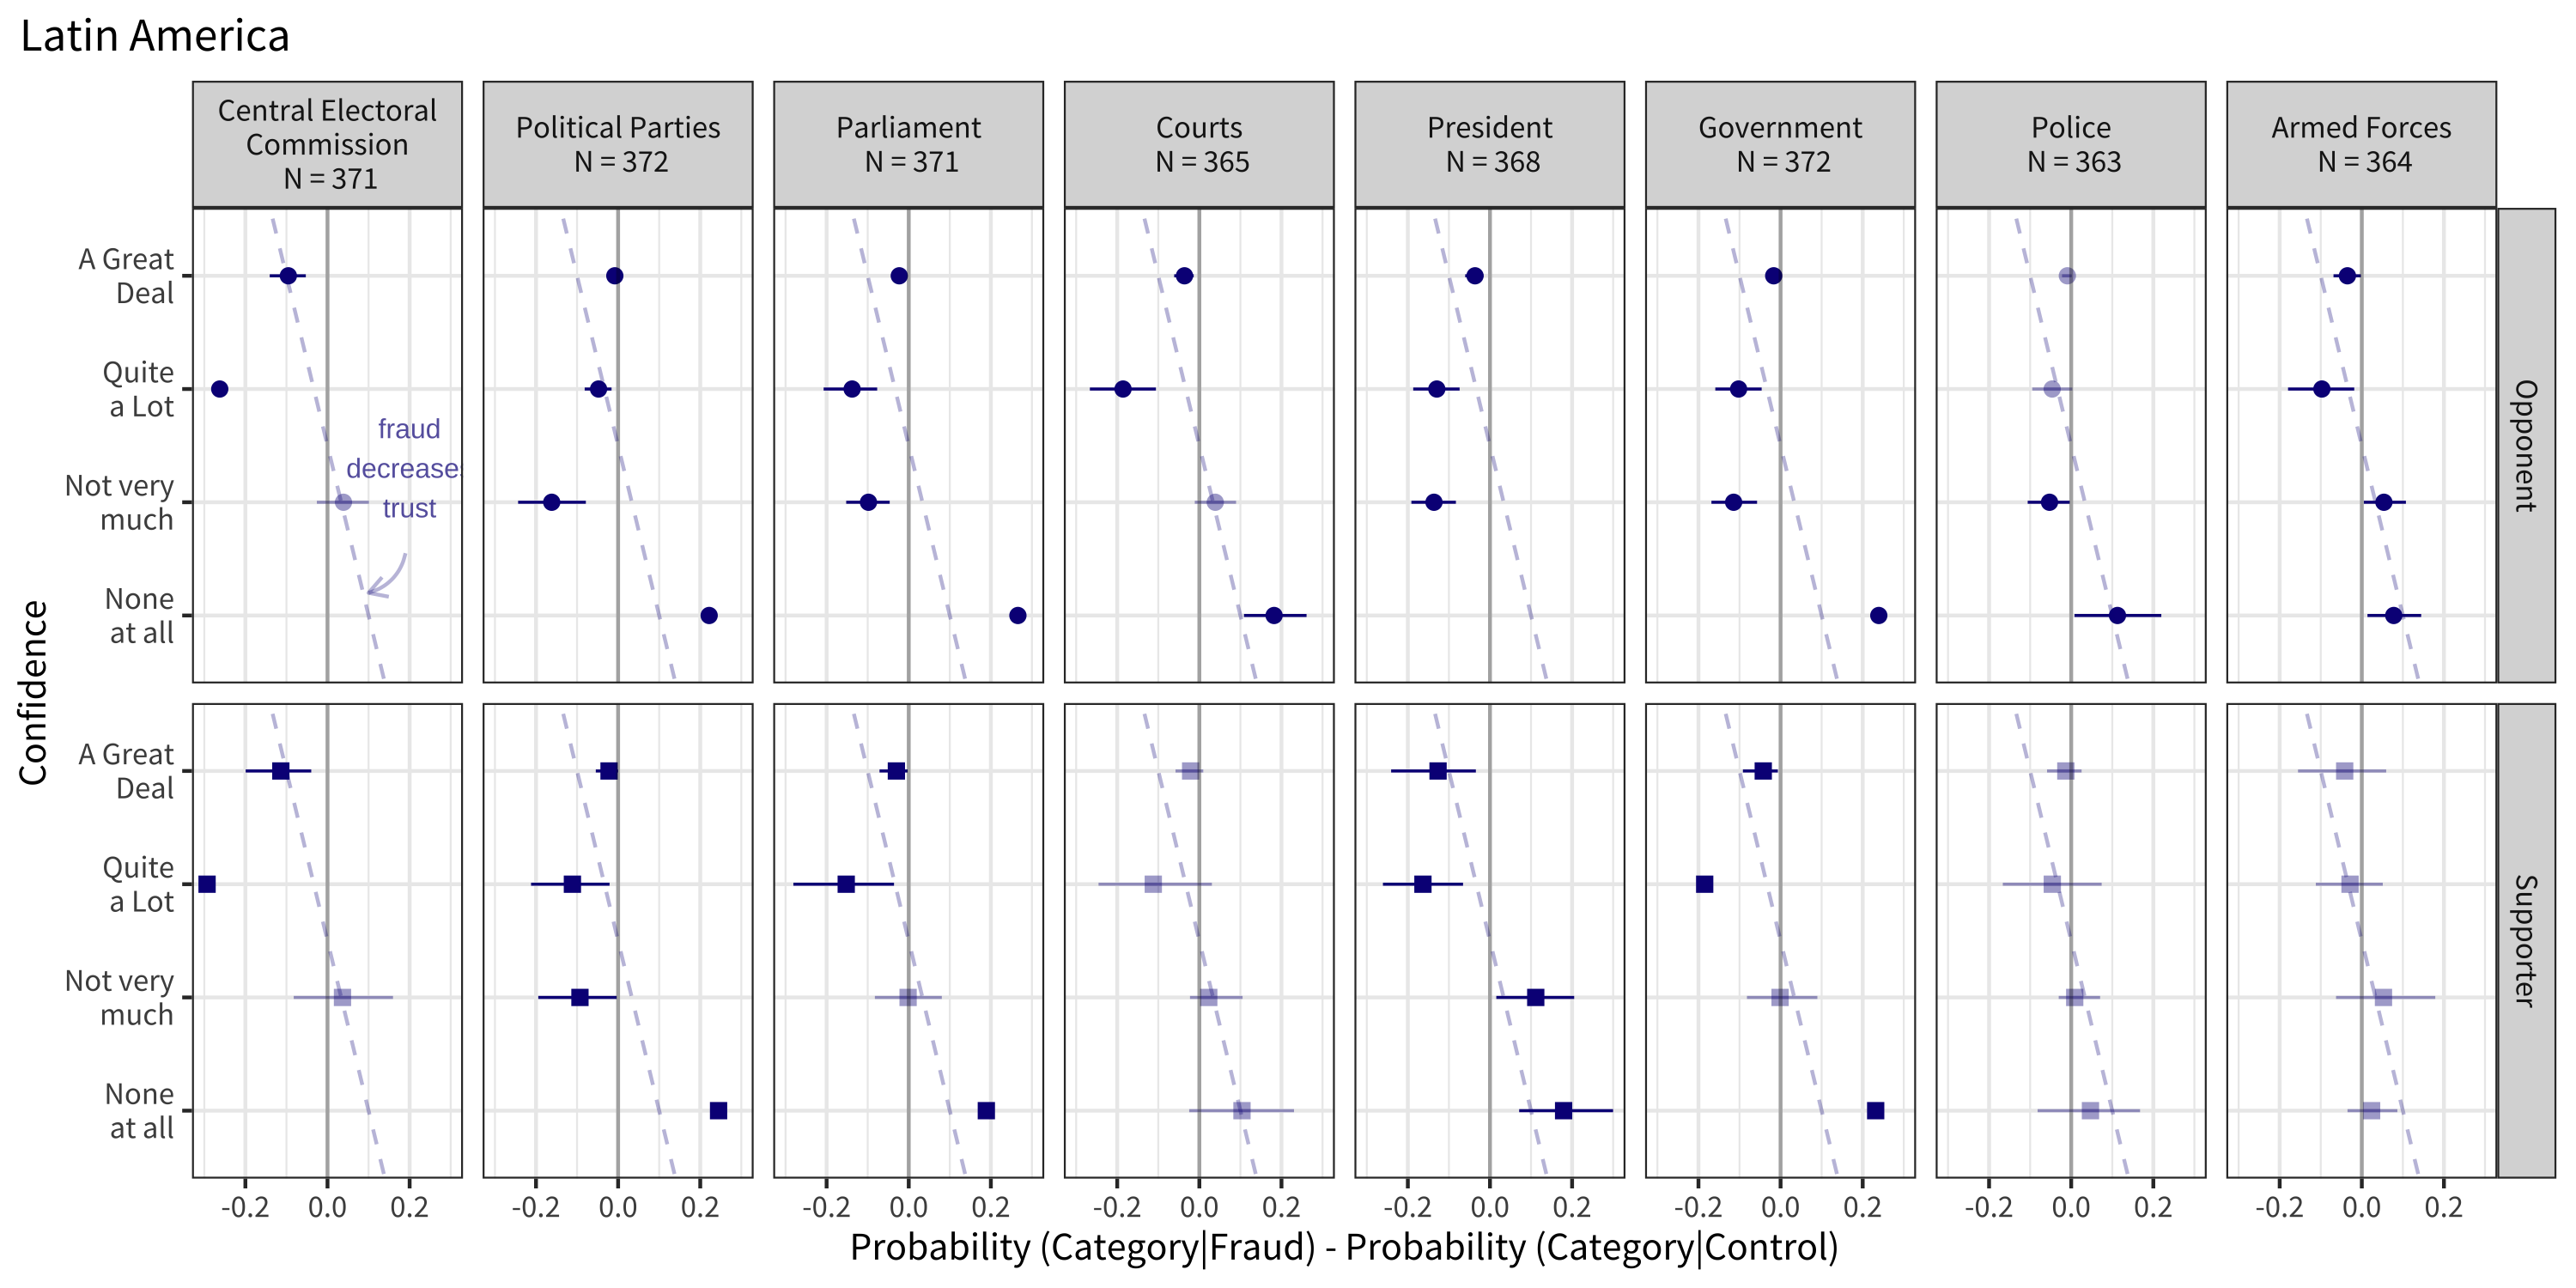 Latin America
Central Electoral
Commission
N = 371
Political Parties
N = 372
Parliament
N = 371
Courts
N = 365
President
N = 368
Government
N = 372
Police
N = 363
Armed Forces
N = 364
Confidence
A Great
Deal
Quite
a Lot
Not very
much
None
at all
fraud
decrease
trust
Opponent
A Great
Deal
Quite
a Lot
Not very
much
None
at all
Supporter
-0.2 0.0 0.2 -0.2 0.0 0.2 -0.2 0.0 0.2 -0.2 0.0 0.2 -0.2 0.0 0.2 -0.2 0.0 0.2 -0.2 0.0 0.2 -0.2 0.0 0.2
Probability (Category|Fraud) - Probability (Category|Control)